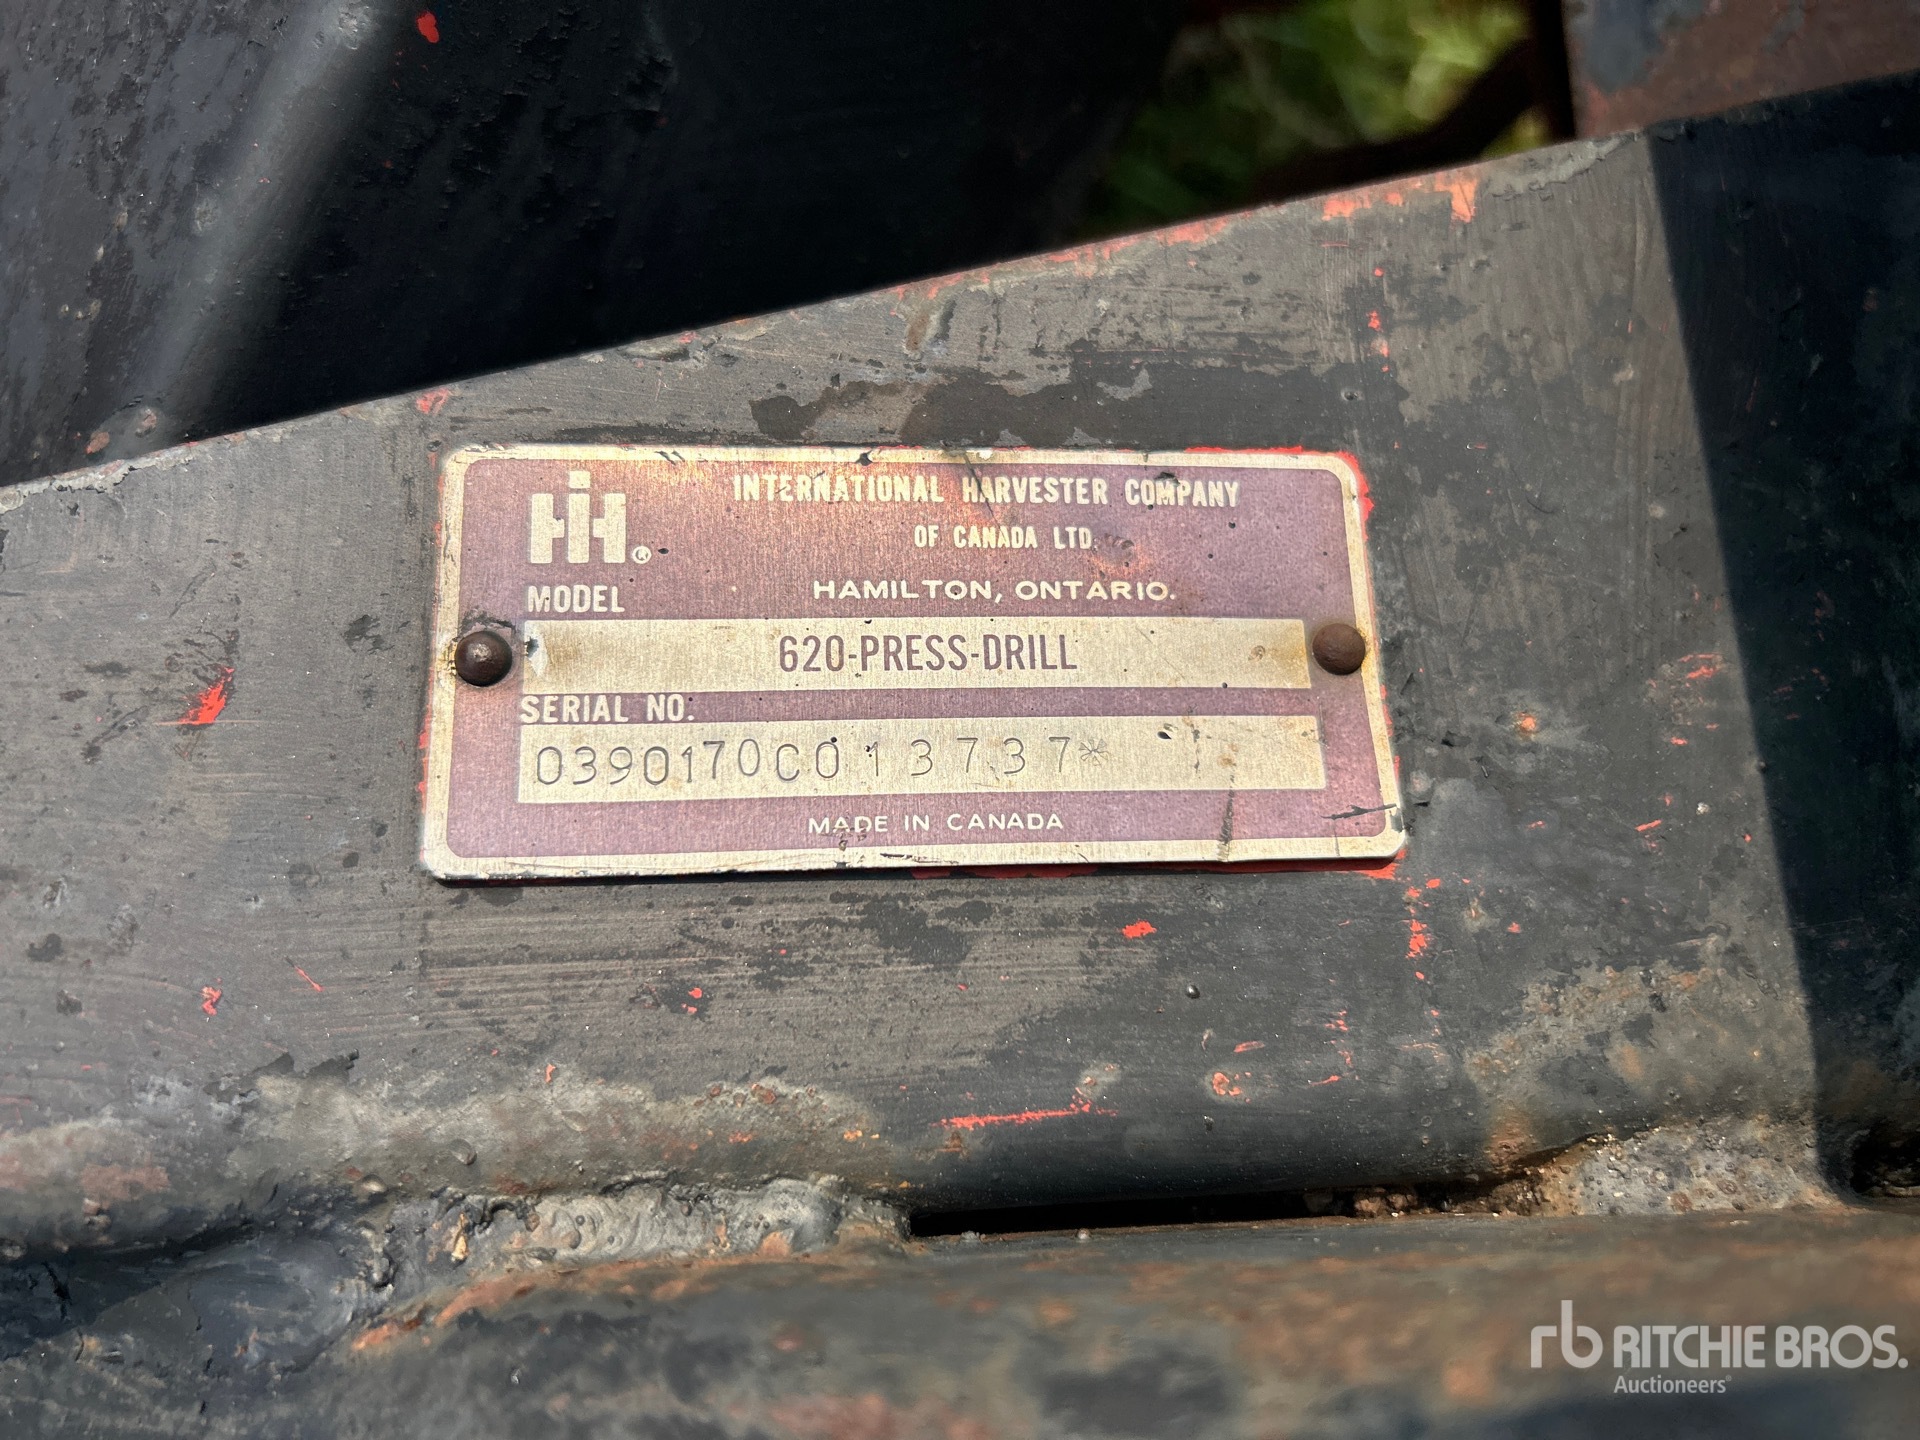 IH®
INTERNATIONAL HARVESTER COMPANY
OF CANADA LTD.
HAMILTON, ONTARIO.
MODEL
620-PRESS-DRILL
SERIAL NO.
0390170C013737*
MADE IN CANADA
rb RITCHIE BROS.
Auctioneers®